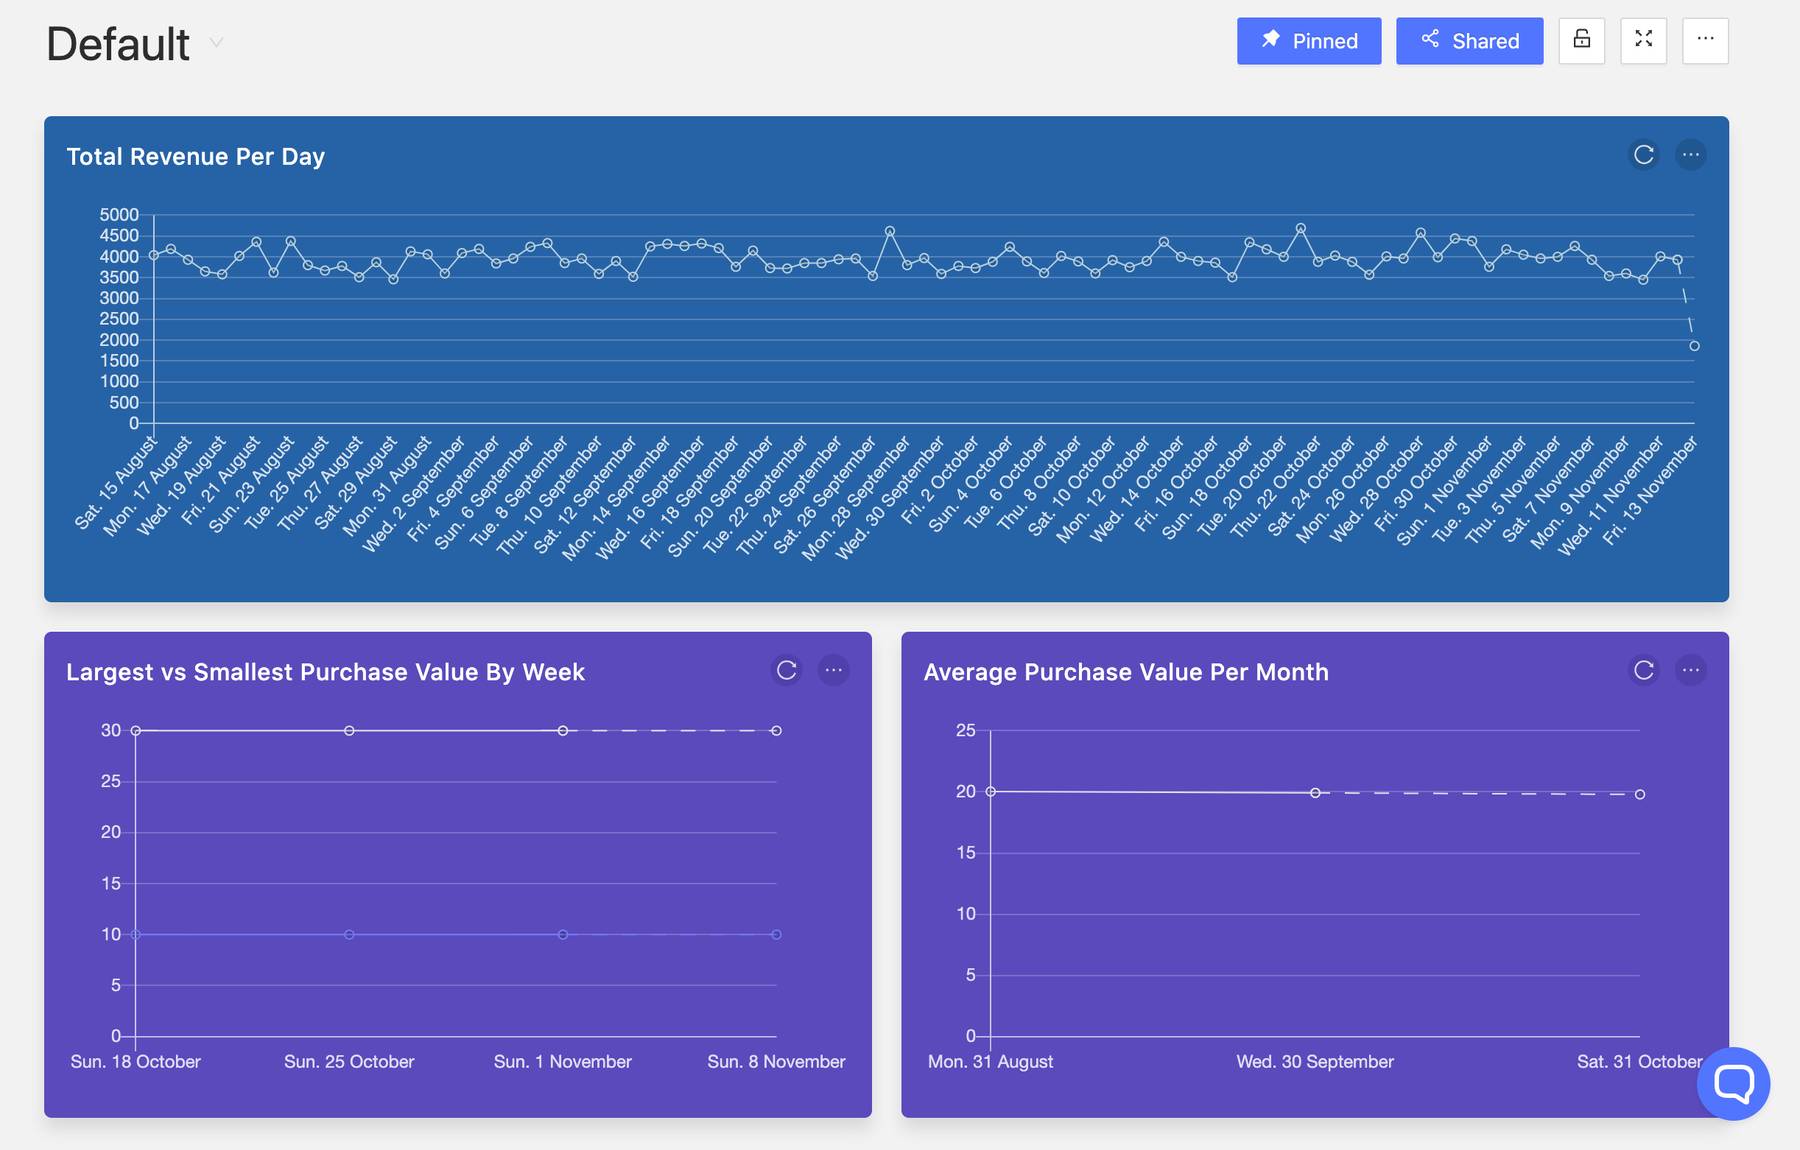 Default
Pinned
Shared
Total Revenue Per Day
5000
4500
4000
3500
3000
2500
2000
1500
1000
500
0
Sat. 15 August
Mon. 17 August
Wed. 19 August
Fri. 21 August
Sun. 23 August
Tue. 25 August
Thu. 27 August
Sat. 29 August
Mon. 31 August
Wed. 2 September
Fri. 4 September
Sun. 6 September
Tue. 8 September
Thu. 10 September
Sat. 12 September
Mon. 14 September
Wed. 16 September
Fri. 18 September
Sun. 20 September
Tue. 22 September
Thu. 24 September
Sat. 26 September
Mon. 28 September
Wed. 30 September
Fri. 2 October
Sun. 4 October
Tue. 6 October
Thu. 8 October
Sat. 10 October
Mon. 12 October
Wed. 14 October
Fri. 16 October
Sun. 18 October
Tue. 20 October
Thu. 22 October
Sat. 24 October
Mon. 26 October
Wed. 28 October
Fri. 30 October
Sun. 1 November
Tue. 3 November
Thu. 5 November
Sat. 7 November
Mon. 9 November
Wed. 11 November
Fri. 13 November
Largest vs Smallest Purchase Value By Week
30
25
20
15
10
5
0
Sun. 18 October
Sun. 25 October
Sun. 1 November
Sun. 8 November
Average Purchase Value Per Month
25
20
15
10
5
0
Mon. 31 August
Wed. 30 September
Sat. 31 October